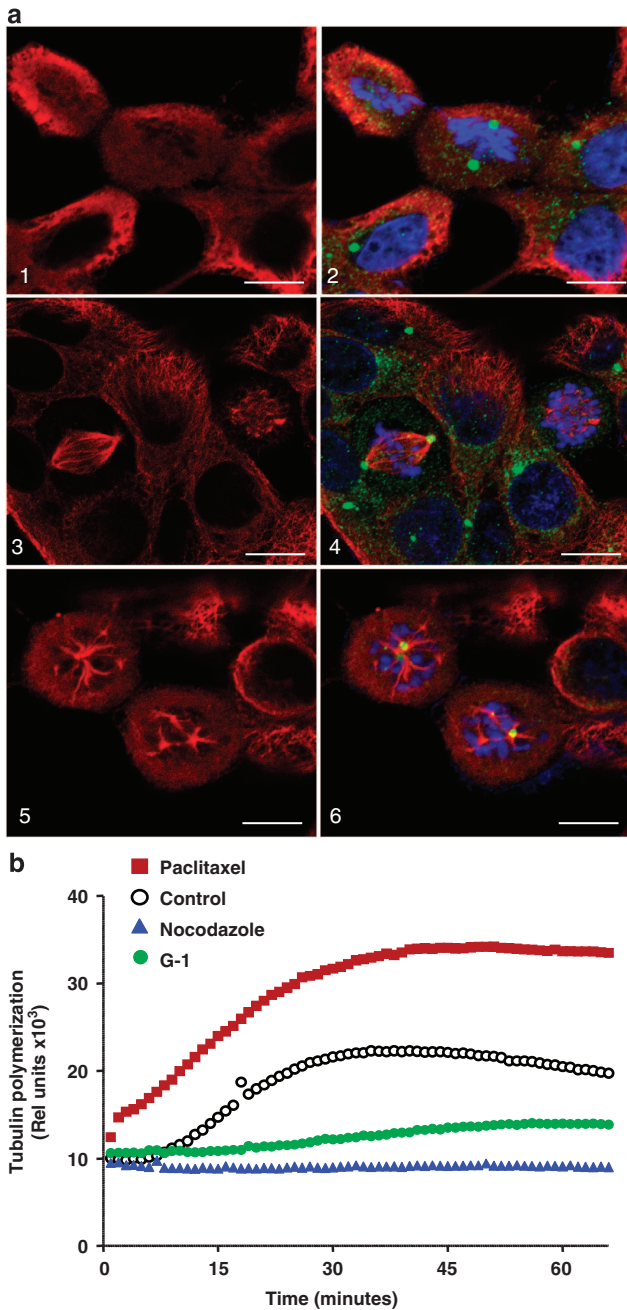 a
1
2
3
4
5
6
b
Paclitaxel
Control
Nocodazole
G-1
40
30
20
10
0
Tubulin polymerization
(Rel units x10³)
0
15
30
45
60
Time (minutes)